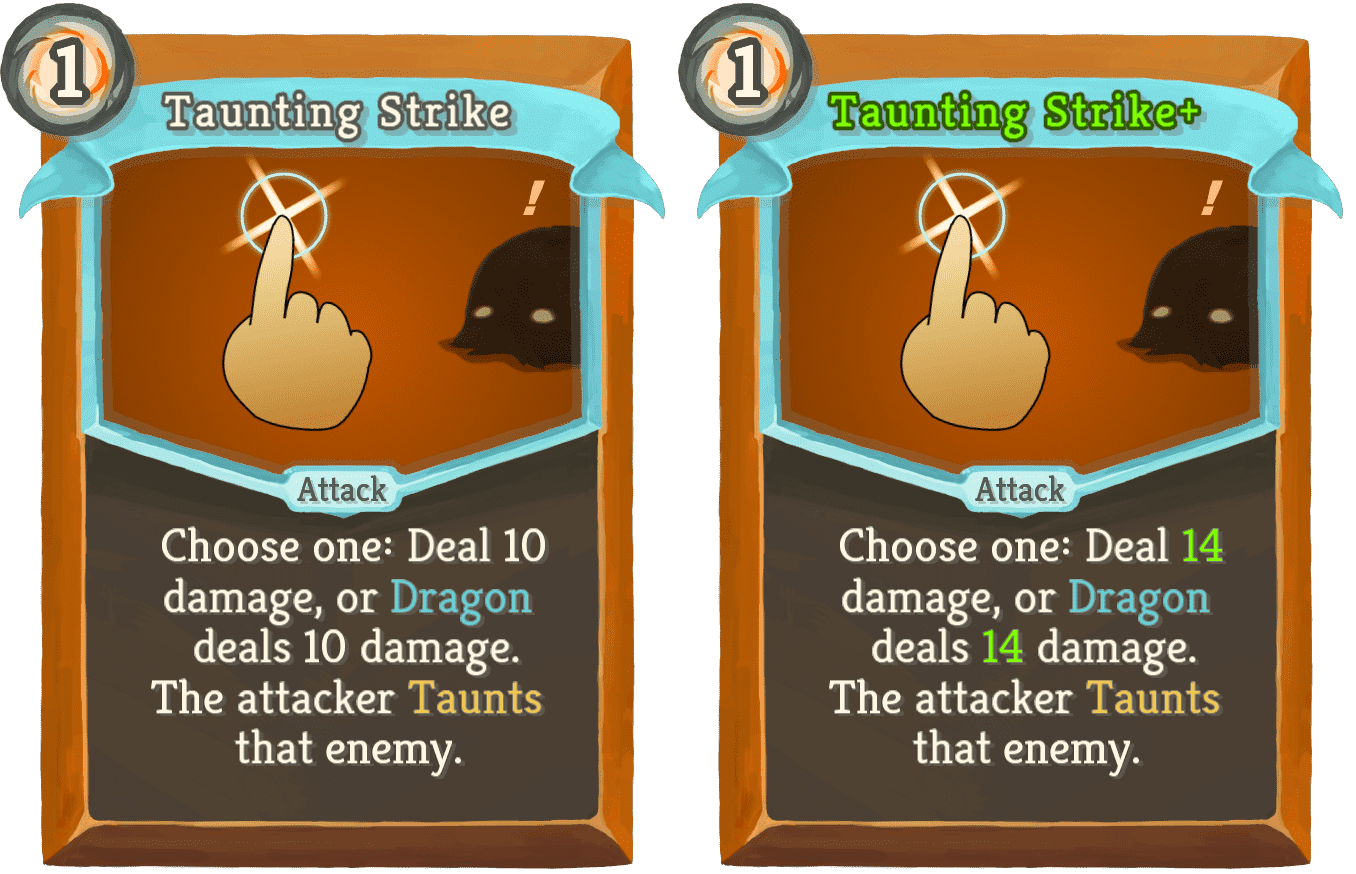 1
Taunting Strike
!
Attack
Choose one: Deal 10
damage, or Dragon
deals 10 damage.
The attacker Taunts
that enemy.
1
Taunting Strike+
!
Attack
Choose one: Deal 14
damage, or Dragon
deals 14 damage.
The attacker Taunts
that enemy.